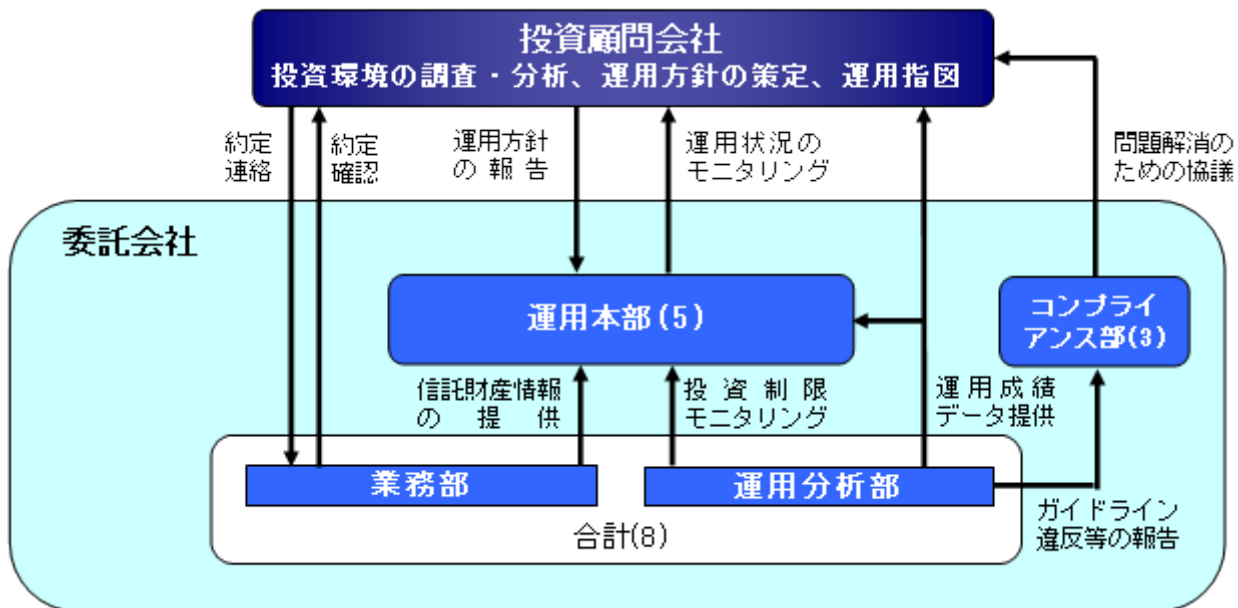 投資顧問会社
投資環境の調査・分析、運用方針の策定、運用指図
約定
連絡
約定
確認
運用方針
の報告
運用状況の
モニタリング
問題解消の
ための協議
委託会社
運用本部(5)
コンプライ
アンス部(3)
信託財産情報
の提供
投資制限
モニタリング
運用成績
データ提供
業務部
運用分析部
合計(8)
ガイドライン
違反等の報告